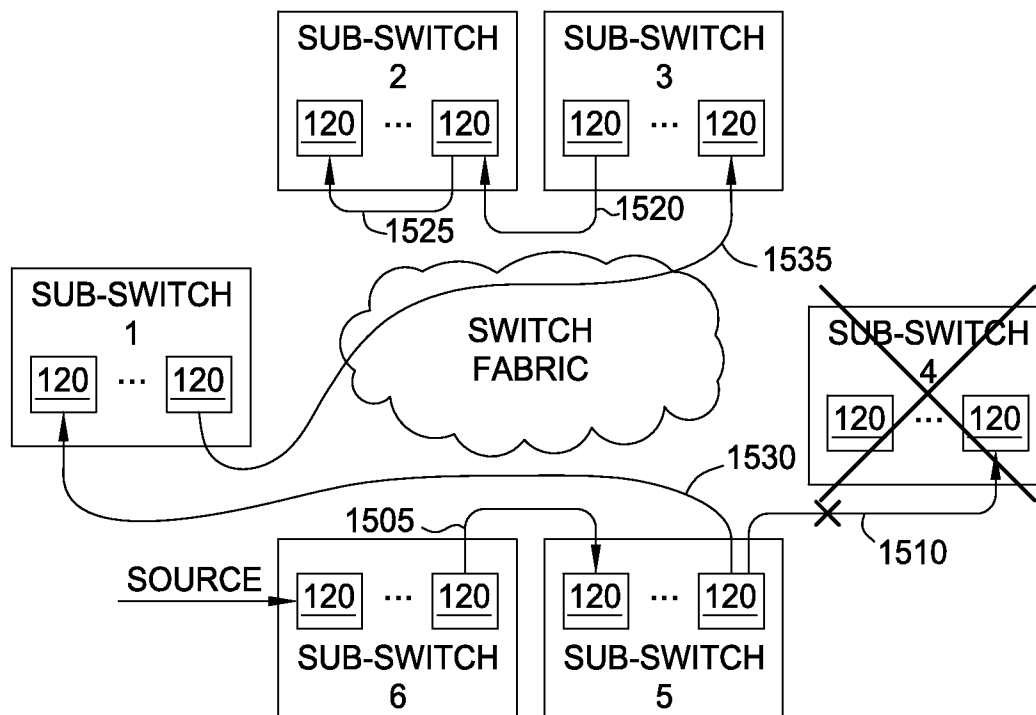 SUB-SWITCH
2
120 ... 120
SUB-SWITCH
3
120 ... 120
1525
1520
1535
SUB-SWITCH
1
120 ... 120
SWITCH
FABRIC
SUB-SWITCH
4
120 ... 120
1530
1505
1510
SOURCE
120 ... 120
SUB-SWITCH
6
120 ... 120
SUB-SWITCH
5